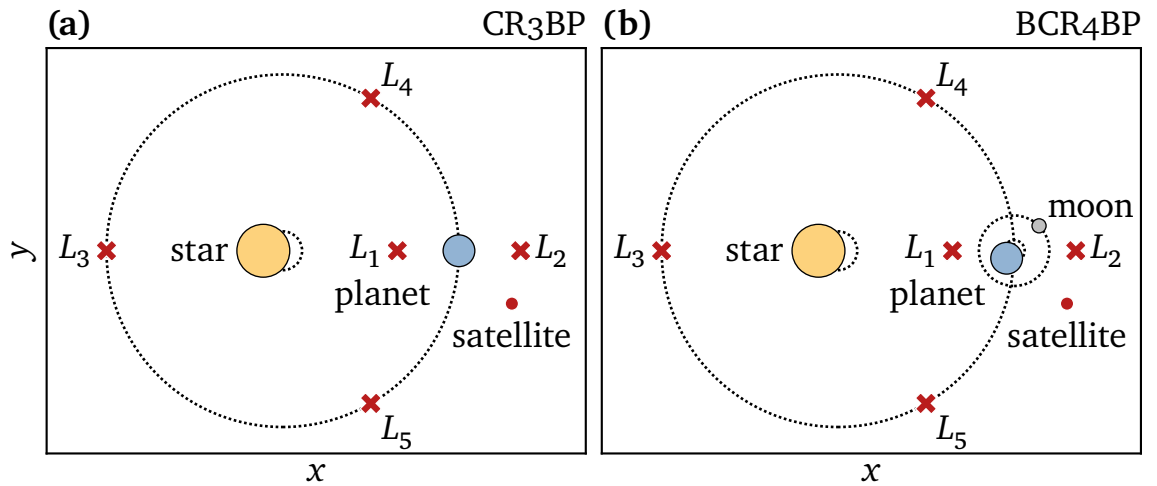 (a) CR3BP
L₄
L₃ star L₁ L₂
planet
satellite
L₅
x
y
(b) BCR4BP
L₄
moon
L₃ star L₁ L₂
planet
satellite
L₅
x